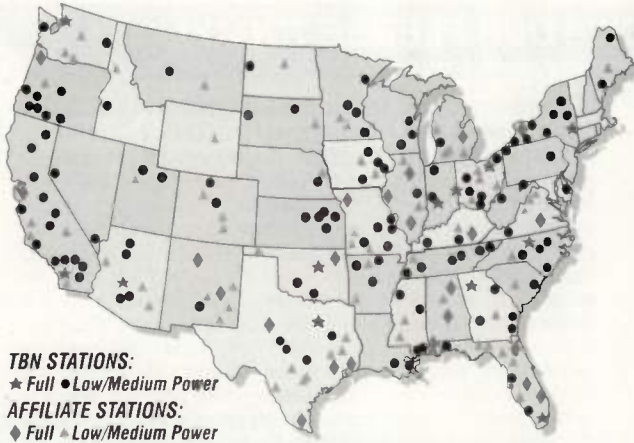 TBN STATIONS:
★ Full ● Low/Medium Power
AFFILIATE STATIONS:
◆ Full ▲ Low/Medium Power